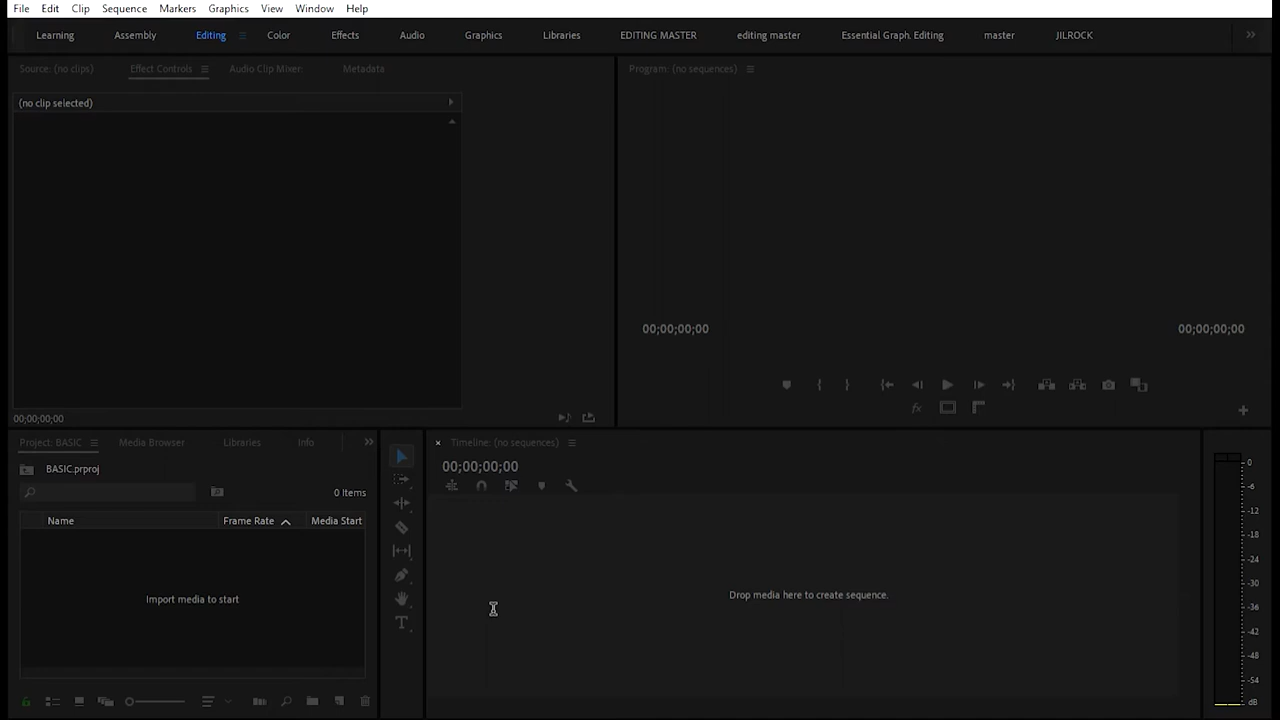 File Edit Clip Sequence Markers Graphics View Window Help
Learning Assembly Editing Color Effects Audio Graphics Libraries EDITING MASTER editing master Essential Graph. Editing master JILROCK
Source: (no clips) Effect Controls Audio Clip Mixer: Metadata
Program: (no sequences)
(no clip selected)
00;00;00;00 00;00;00;00
fx
00;00;00;00
Project: BASIC Media Browser Libraries Info
Timeline: (no sequences)
BASIC.prproj
00;00;00;00
0 Items
Name Frame Rate Media Start
Import media to start
Drop media here to create sequence.
T
0
-6
-12
-18
-24
-30
-36
-42
-48
-54
dB